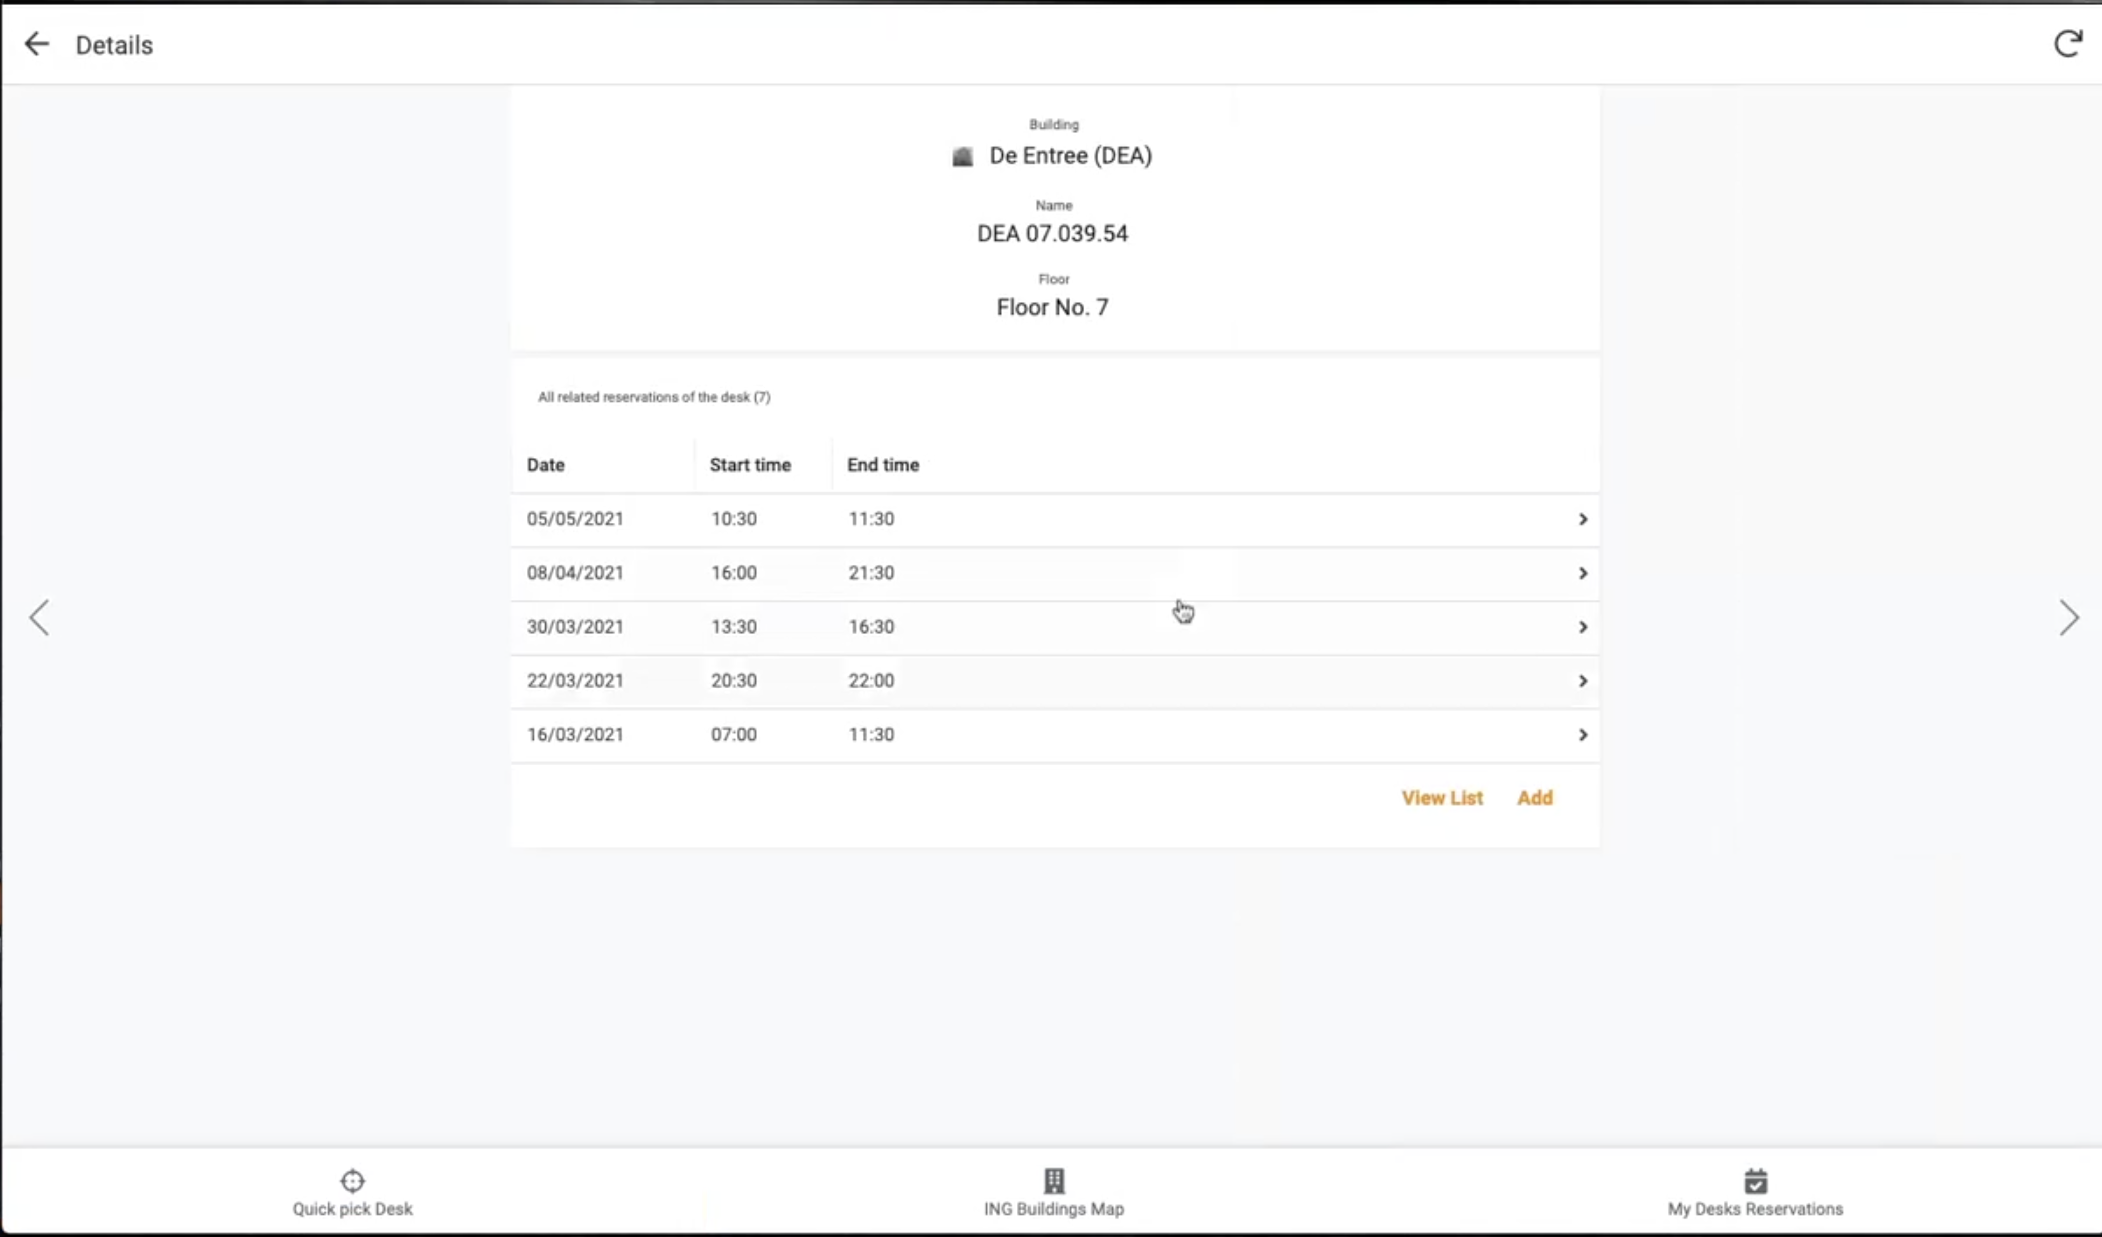 Details
Building
De Entree (DEA)
Name
DEA 07.039.54
Floor
Floor No. 7
All related reservations of the desk (7)
Date Start time End time
05/05/2021 10:30 11:30
08/04/2021 16:00 21:30
30/03/2021 13:30 16:30
22/03/2021 20:30 22:00
16/03/2021 07:00 11:30
View List Add
Quick pick Desk ING Buildings Map My Desks Reservations